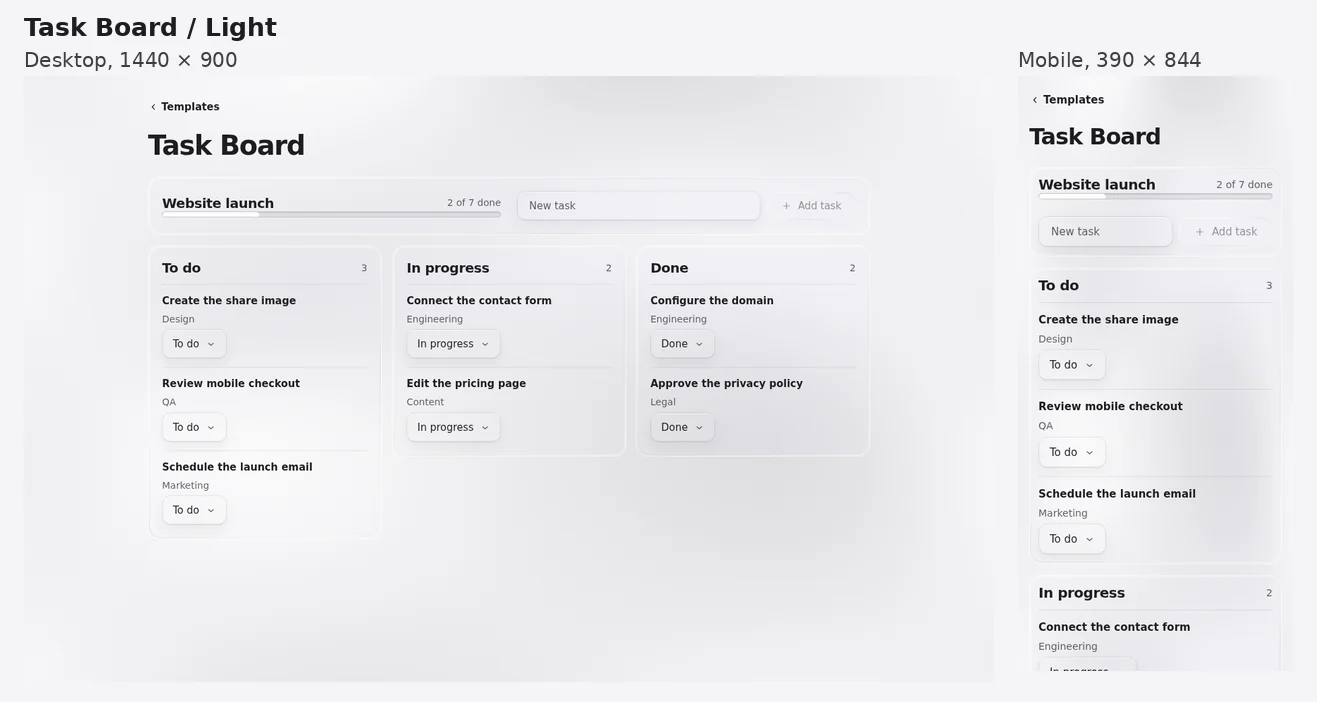 Task Board / Light
Desktop, 1440 × 900
‹ Templates
Task Board
Website launch
2 of 7 done
New task
+ Add task
To do
3
Create the share image
Design
To do
Review mobile checkout
QA
To do
Schedule the launch email
Marketing
To do
In progress
2
Connect the contact form
Engineering
In progress
Edit the pricing page
Content
In progress
Done
2
Configure the domain
Engineering
Done
Approve the privacy policy
Legal
Done
Mobile, 390 × 844
‹ Templates
Task Board
Website launch
2 of 7 done
New task
+ Add task
To do
3
Create the share image
Design
To do
Review mobile checkout
QA
To do
Schedule the launch email
Marketing
To do
In progress
2
Connect the contact form
Engineering
In progress